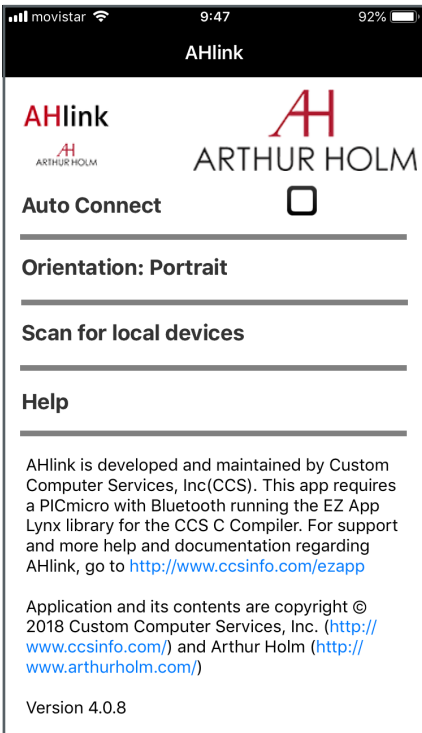 movistar 9:47 92%
AHlink
AHlink
AH
ARTHUR HOLM
AH
ARTHUR HOLM
Auto Connect
Orientation: Portrait
Scan for local devices
Help
AHlink is developed and maintained by Custom
Computer Services, Inc(CCS). This app requires
a PICmicro with Bluetooth running the EZ App
Lynx library for the CCS C Compiler. For support
and more help and documentation regarding
AHlink, go to http://www.ccsinfo.com/ezapp
Application and its contents are copyright ©
2018 Custom Computer Services, Inc. (http://
www.ccsinfo.com/) and Arthur Holm (http://
www.arthurholm.com/)
Version 4.0.8